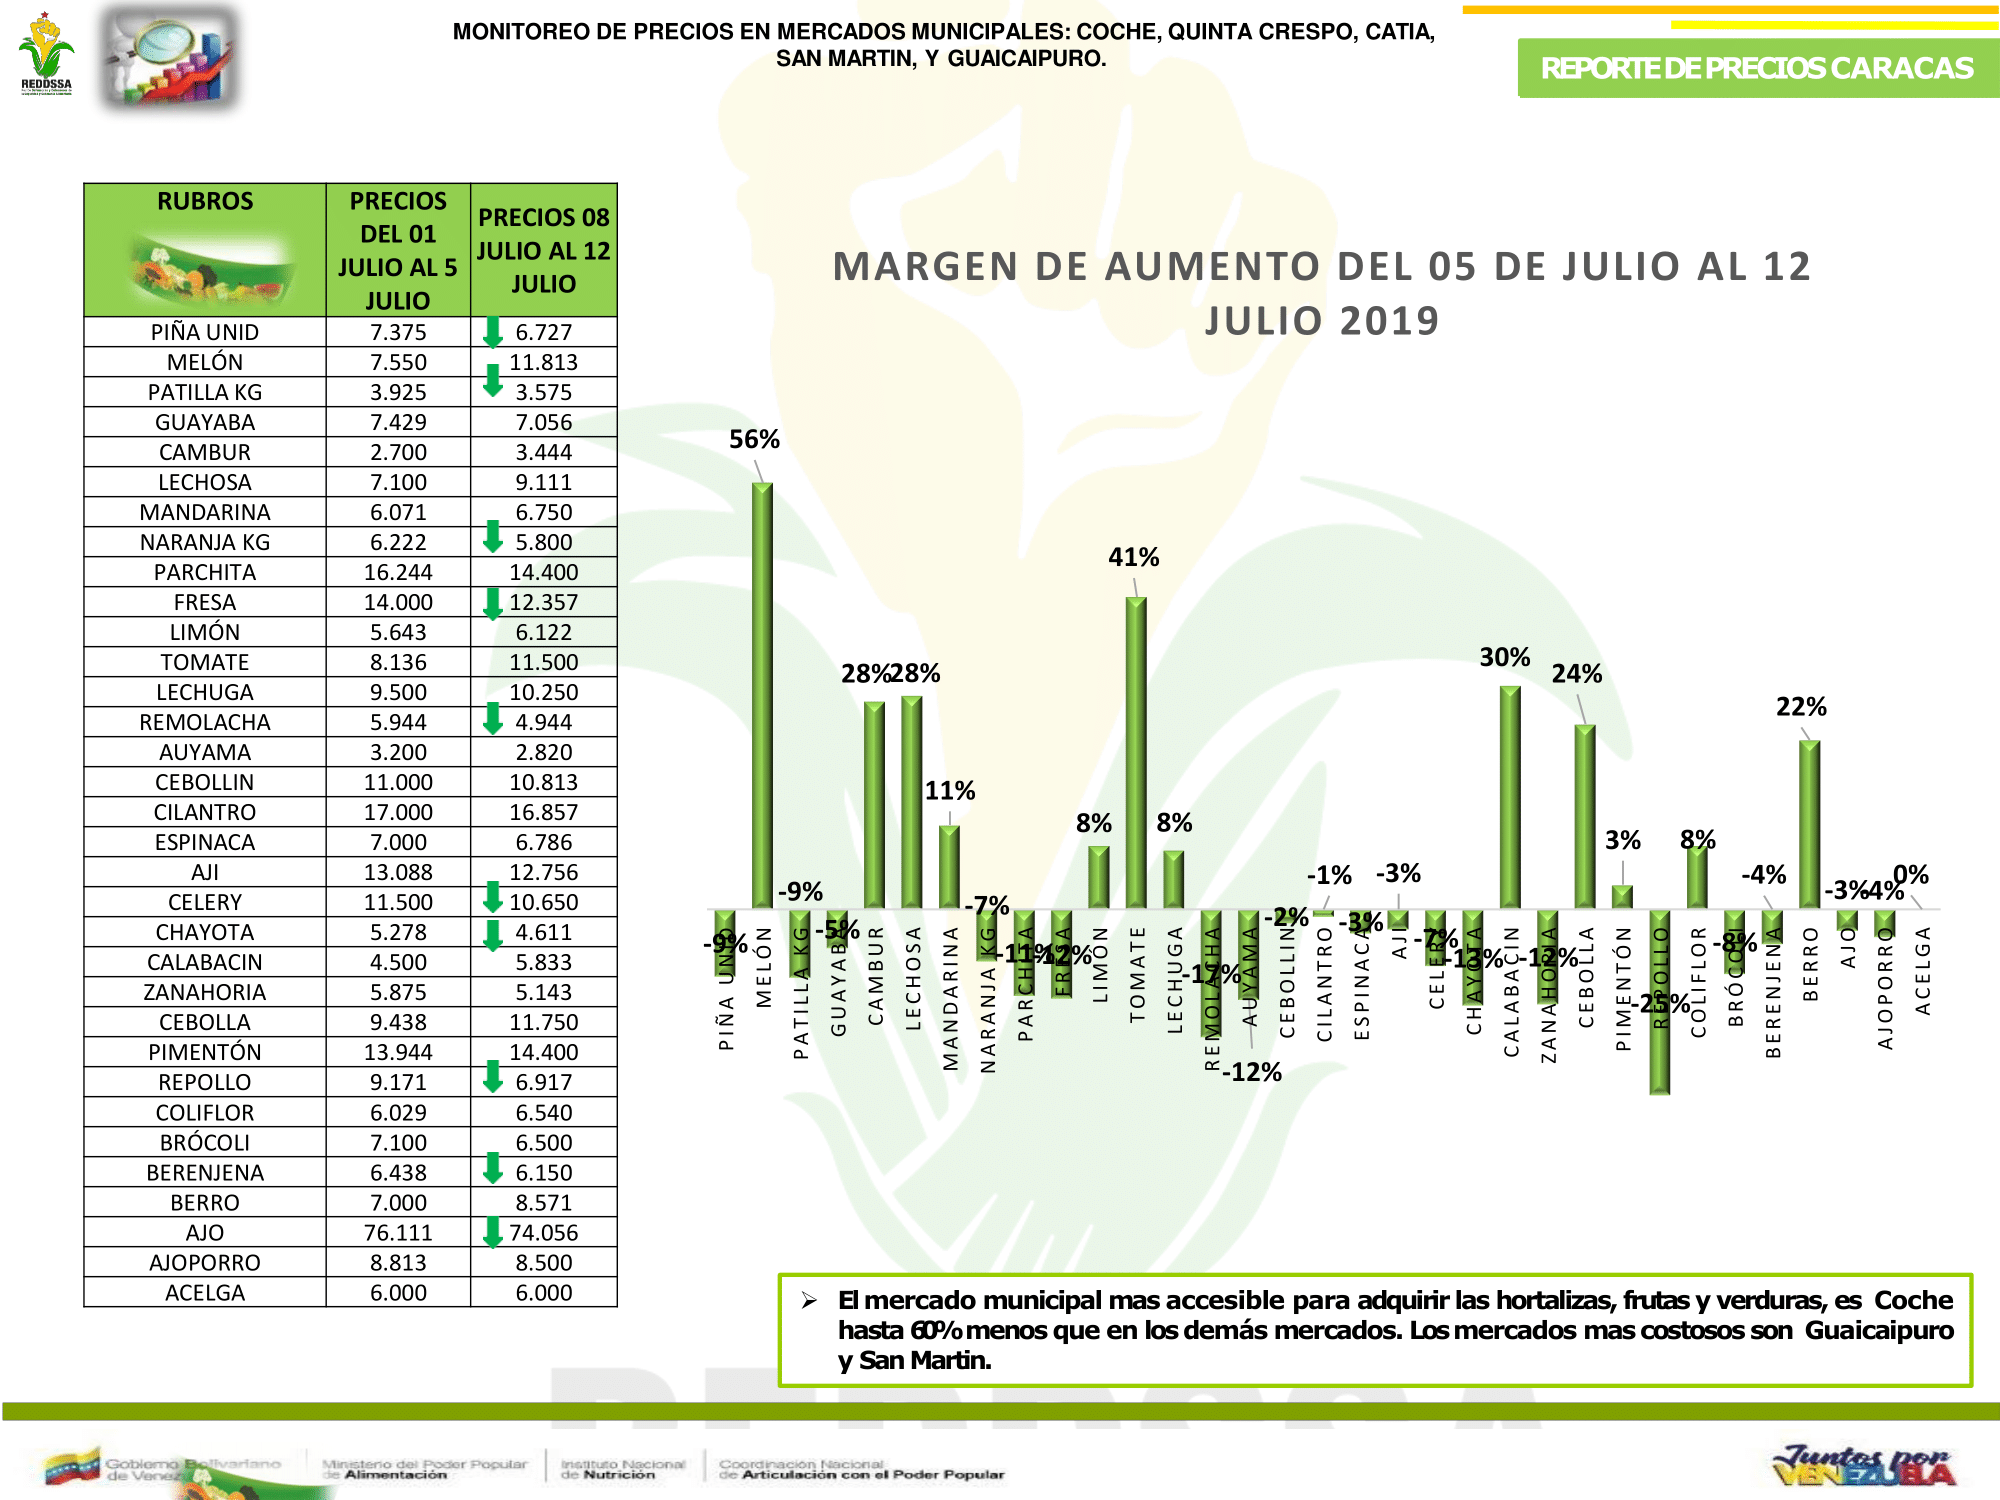 MONITOREO DE PRECIOS EN MERCADOS MUNICIPALES: COCHE, QUINTA CRESPO, CATIA,
SAN MARTIN, Y GUAICAIPURO.
REDDSSA
REPORTE DE PRECIOS CARACAS
RUBROS PRECIOS DEL 01 JULIO AL 5 JULIO PRECIOS 08 JULIO AL 12 JULIO
PIÑA UNID 7.375 6.727
MELÓN 7.550 11.813
PATILLA KG 3.925 3.575
GUAYABA 7.429 7.056
CAMBUR 2.700 3.444
LECHOSA 7.100 9.111
MANDARINA 6.071 6.750
NARANJA KG 6.222 5.800
PARCHITA 16.244 14.400
FRESA 14.000 12.357
LIMÓN 5.643 6.122
TOMATE 8.136 11.500
LECHUGA 9.500 10.250
REMOLACHA 5.944 4.944
AUYAMA 3.200 2.820
CEBOLLIN 11.000 10.813
CILANTRO 17.000 16.857
ESPINACA 7.000 6.786
AJI 13.088 12.756
CELERY 11.500 10.650
CHAYOTA 5.278 4.611
CALABACIN 4.500 5.833
ZANAHORIA 5.875 5.143
CEBOLLA 9.438 11.750
PIMENTÓN 13.944 14.400
REPOLLO 9.171 6.917
COLIFLOR 6.029 6.540
BRÓCOLI 7.100 6.500
BERENJENA 6.438 6.150
BERRO 7.000 8.571
AJO 76.111 74.056
AJOPORRO 8.813 8.500
ACELGA 6.000 6.000
MARGEN DE AUMENTO DEL 05 DE JULIO AL 12
JULIO 2019
-9% 56% -9% -5% 28% 28% 11% -7% -11% -12% 8% 41% 8% -17% -12% -2% -1% -3% -3% -7% -13% 30% -12% 24% 3% -25% 8% -8% -4% 22% -3% -4% 0%
PIÑA UNID
MELÓN
PATILLA KG
GUAYABA
CAMBUR
LECHOSA
MANDARINA
NARANJA KG
PARCHITA
FRESA
LIMÓN
TOMATE
LECHUGA
REMOLACHA
AUYAMA
CEBOLLIN
CILANTRO
ESPINACA
AJI
CELERY
CHAYOTA
CALABACIN
ZANAHORIA
CEBOLLA
PIMENTÓN
REPOLLO
COLIFLOR
BRÓCOLI
BERENJENA
BERRO
AJO
AJOPORRO
ACELGA
➢ El mercado municipal mas accesible para adquirir las hortalizas, frutas y verduras, es Coche
hasta 60% menos que en los demás mercados. Los mercados mas costosos son Guaicaipuro
y San Martin.
REDDSSA
Gobierno Bolivariano
de Venez
Ministerio del Poder Popular
de Alimentación
Instituto Nacional
de Nutrición
Coordinación Nacional
de Articulación con el Poder Popular
Juntos por
VENEZUELA